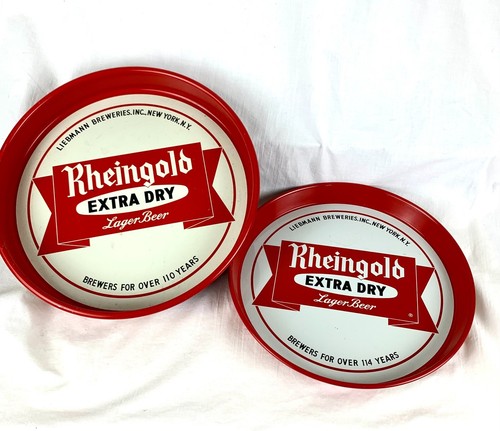 LIEBMANN BREWERIES.INC., NEW YORK.N.Y.
Rheingold
EXTRA DRY
Lager Beer
BREWERS FOR OVER 110 YEARS
LIEBMANN BREWERIES.INC., NEW YORK.N.Y.
Rheingold
EXTRA DRY
Lager Beer
BREWERS FOR OVER 114 YEARS